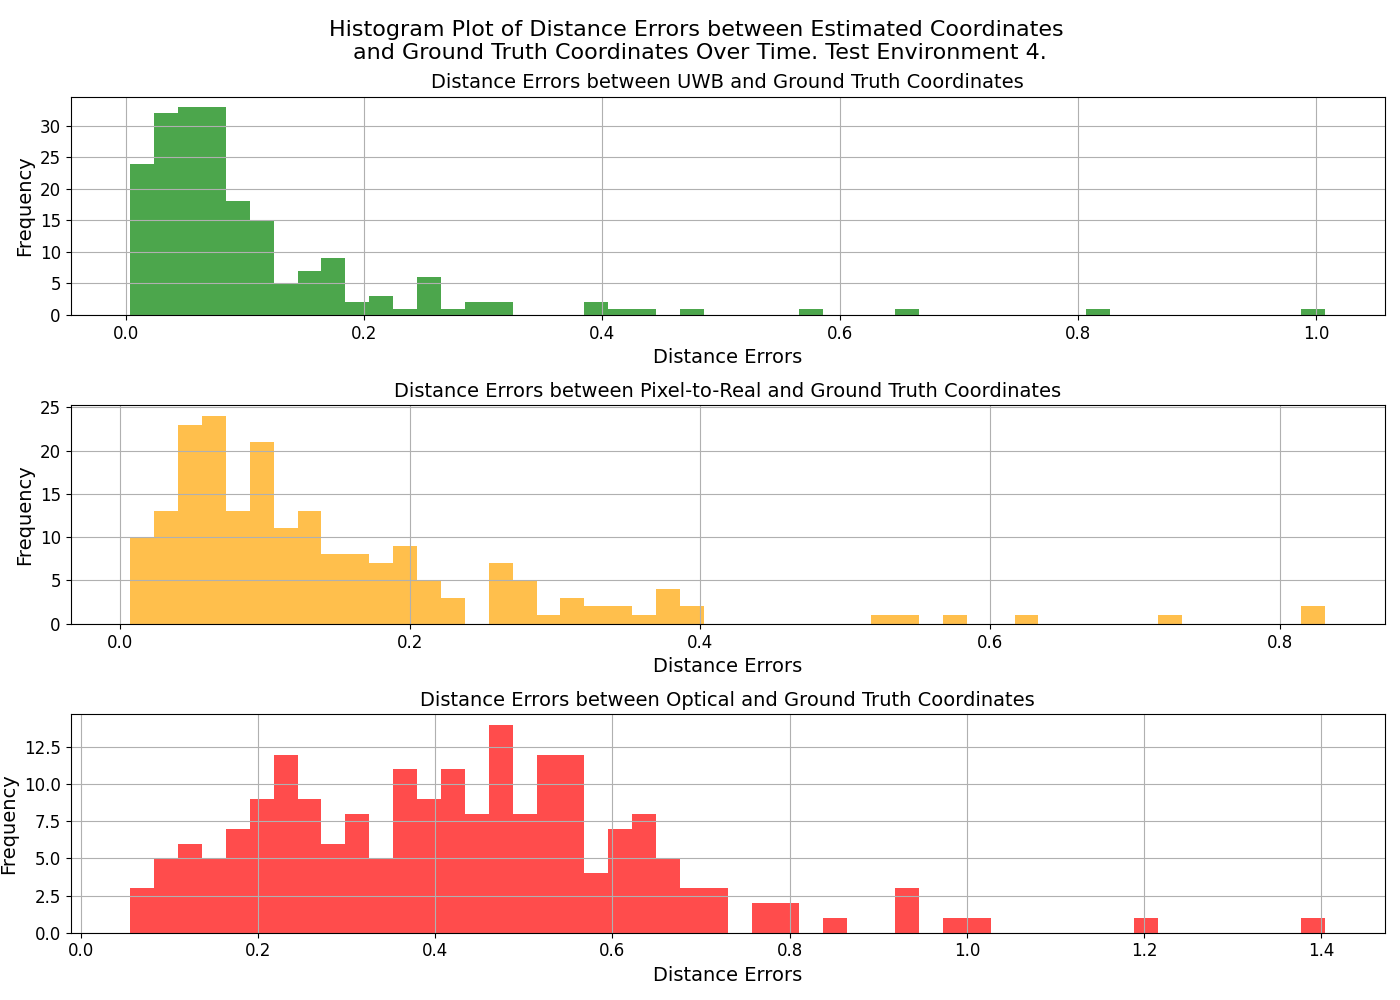 Histogram Plot of Distance Errors between Estimated Coordinates
and Ground Truth Coordinates Over Time. Test Environment 4.
Distance Errors between UWB and Ground Truth Coordinates
Frequency
30
25
20
15
10
5
0
0.0 0.2 0.4 0.6 0.8 1.0
Distance Errors
Distance Errors between Pixel-to-Real and Ground Truth Coordinates
Frequency
25
20
15
10
5
0
0.0 0.2 0.4 0.6 0.8
Distance Errors
Distance Errors between Optical and Ground Truth Coordinates
Frequency
12.5
10.0
7.5
5.0
2.5
0.0
0.0 0.2 0.4 0.6 0.8 1.0 1.2 1.4
Distance Errors